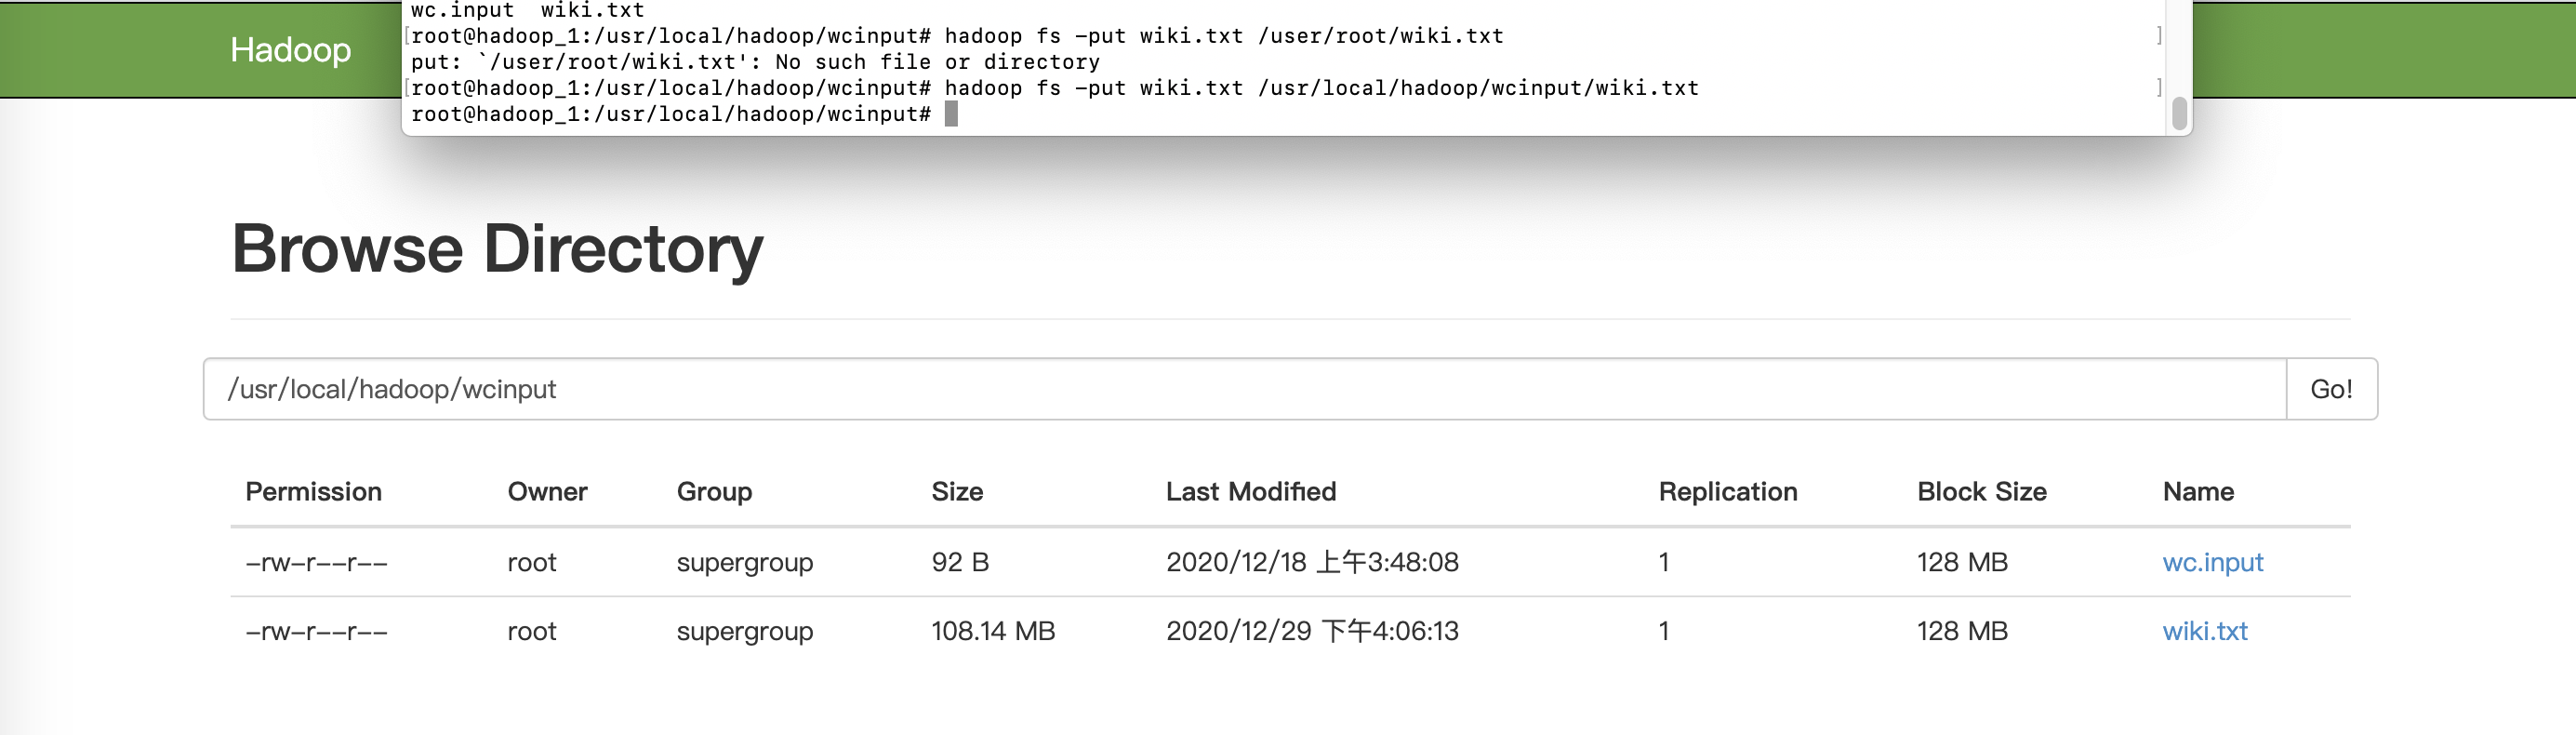 wc.input  wiki.txt
Hadoop
[root@hadoop_1:/usr/local/hadoop/wcinput# hadoop fs -put wiki.txt /user/root/wiki.txt ]
put: `/user/root/wiki.txt': No such file or directory
[root@hadoop_1:/usr/local/hadoop/wcinput# hadoop fs -put wiki.txt /usr/local/hadoop/wcinput/wiki.txt ]
root@hadoop_1:/usr/local/hadoop/wcinput#
Browse Directory
/usr/local/hadoop/wcinput Go!
Permission Owner Group Size Last Modified Replication Block Size Name
-rw-r--r-- root supergroup 92 B 2020/12/18 上午3:48:08 1 128 MB wc.input
-rw-r--r-- root supergroup 108.14 MB 2020/12/29 下午4:06:13 1 128 MB wiki.txt